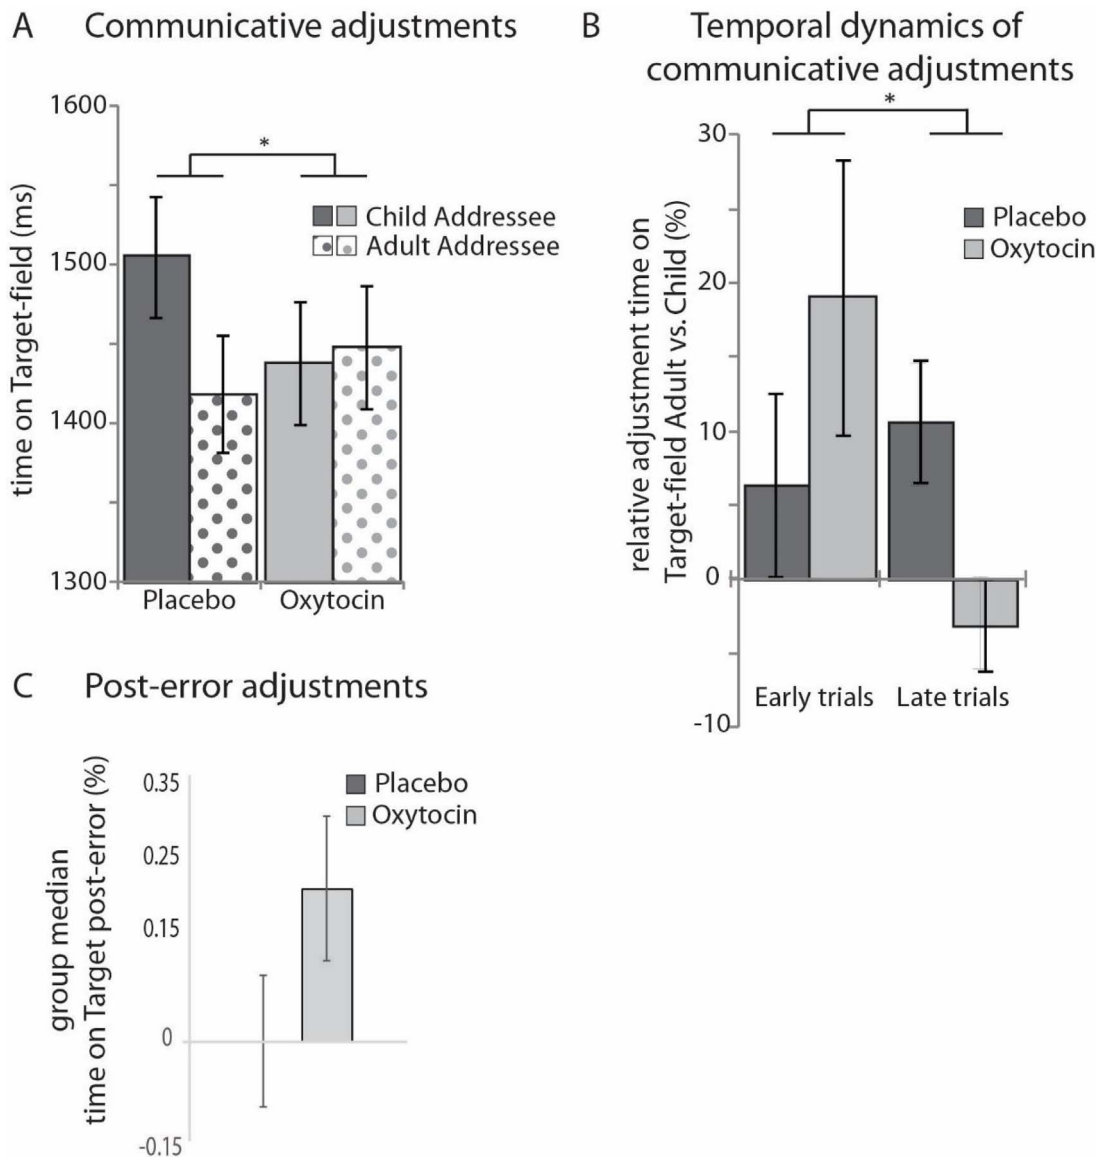 A Communicative adjustments
1600
1500
1400
1300
time on Target-field (ms)
*
Child Addressee
Adult Addressee
Placebo
Oxytocin
B Temporal dynamics of
communicative adjustments
30
20
10
0
-10
relative adjustment time on
Target-field Adult vs. Child (%)
*
Placebo
Oxytocin
Early trials
Late trials
C Post-error adjustments
0.35
0.25
0.15
0
-0.15
group median
time on Target post-error (%)
Placebo
Oxytocin